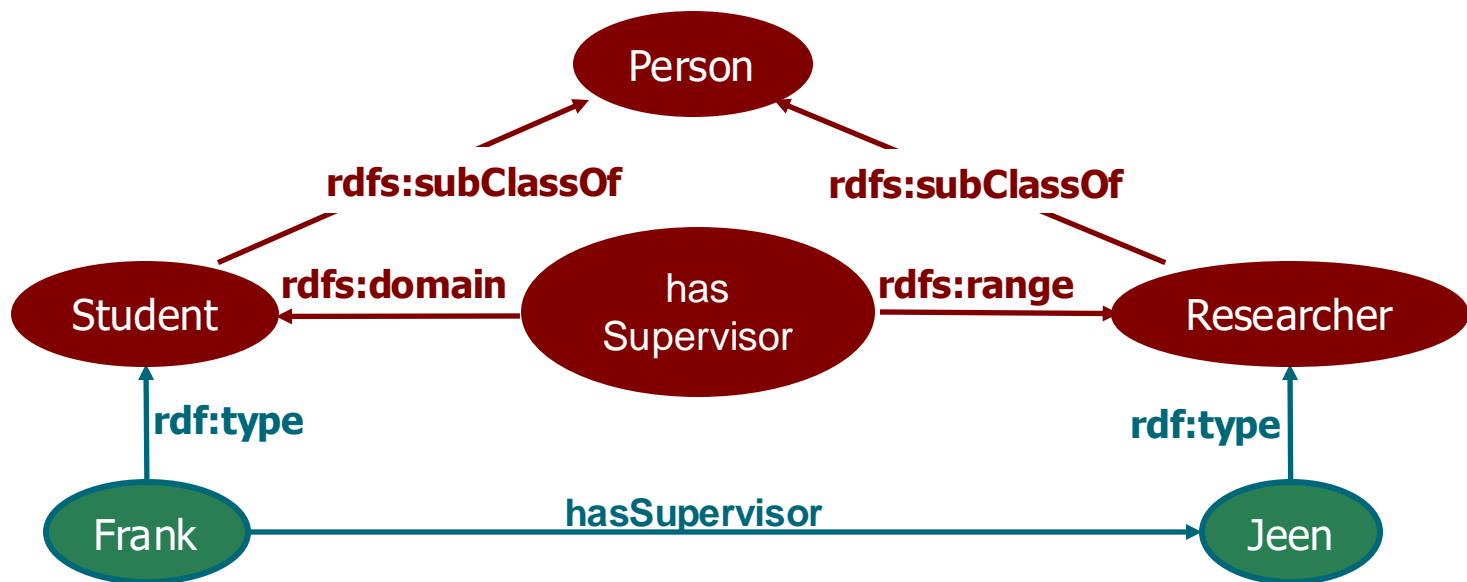 Person
rdfs:subClassOf
rdfs:subClassOf
Student
rdfs:domain
has
Supervisor
rdfs:range
Researcher
rdf:type
rdf:type
Frank
hasSupervisor
Jeen